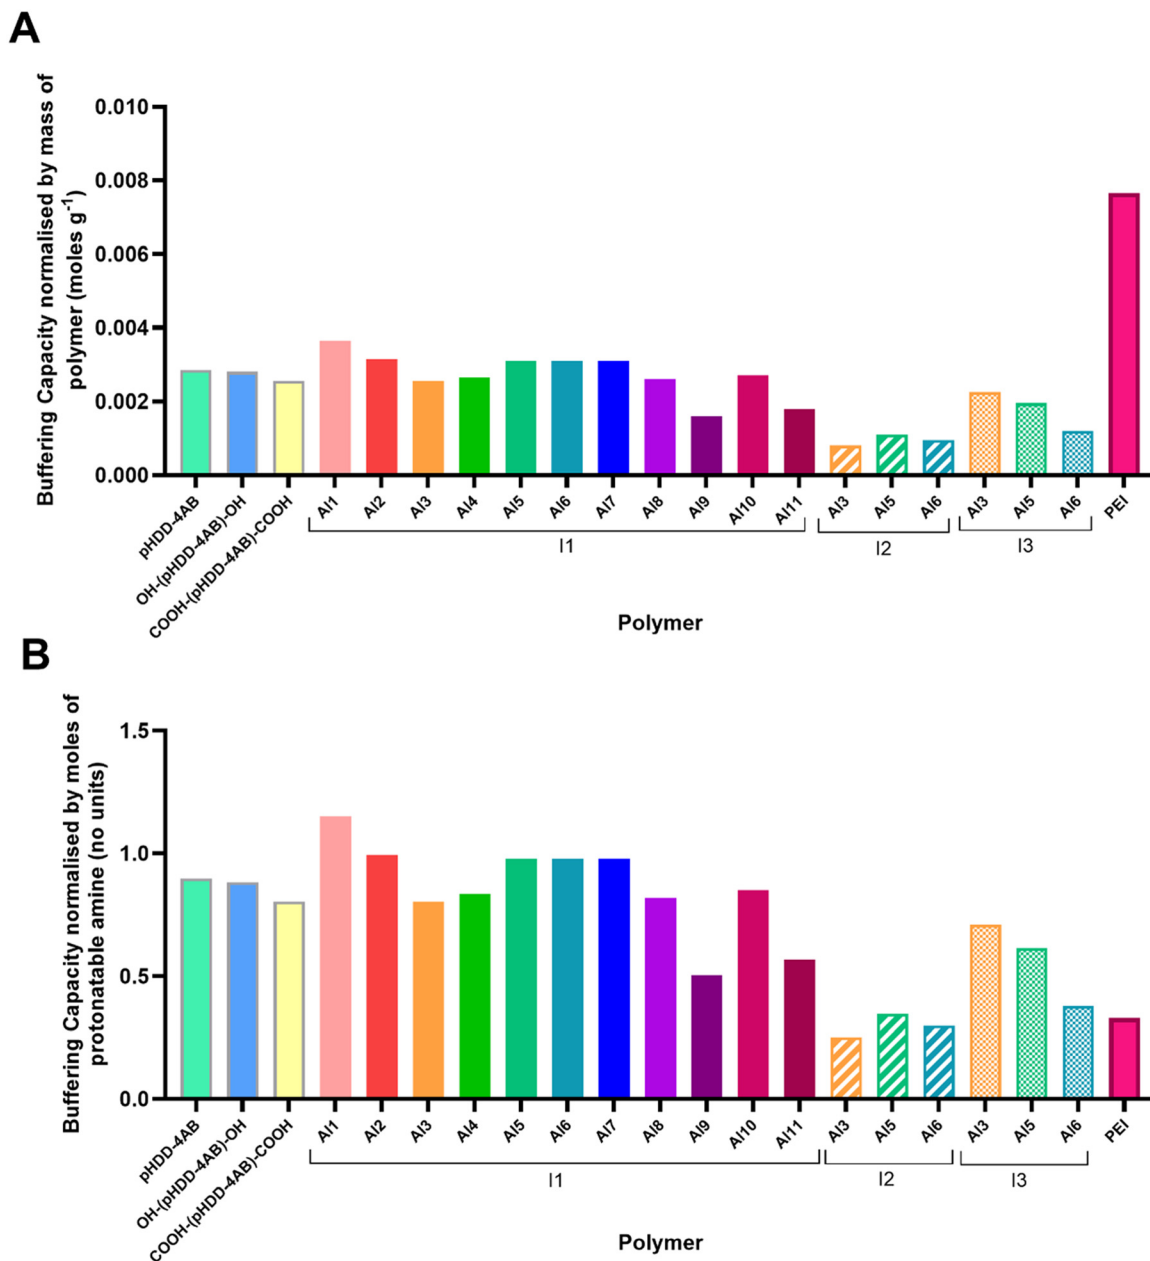 A
Buffering Capacity normalised by mass of
polymer (moles g⁻¹)
0.010
0.008
0.006
0.004
0.002
0.000
pHDD-4AB
OH-(pHDD-4AB)-OH
COOH-(pHDD-4AB)-COOH
AI1
AI2
AI3
AI4
AI5
AI6
AI7
AI8
AI9
AI10
AI11
AI3
AI5
AI6
AI3
AI5
AI6
PEI
I1
I2
I3
Polymer
B
Buffering Capacity normalised by moles of
protonatable amine (no units)
1.5
1.0
0.5
0.0
pHDD-4AB
OH-(pHDD-4AB)-OH
COOH-(pHDD-4AB)-COOH
AI1
AI2
AI3
AI4
AI5
AI6
AI7
AI8
AI9
AI10
AI11
AI3
AI5
AI6
AI3
AI5
AI6
PEI
I1
I2
I3
Polymer